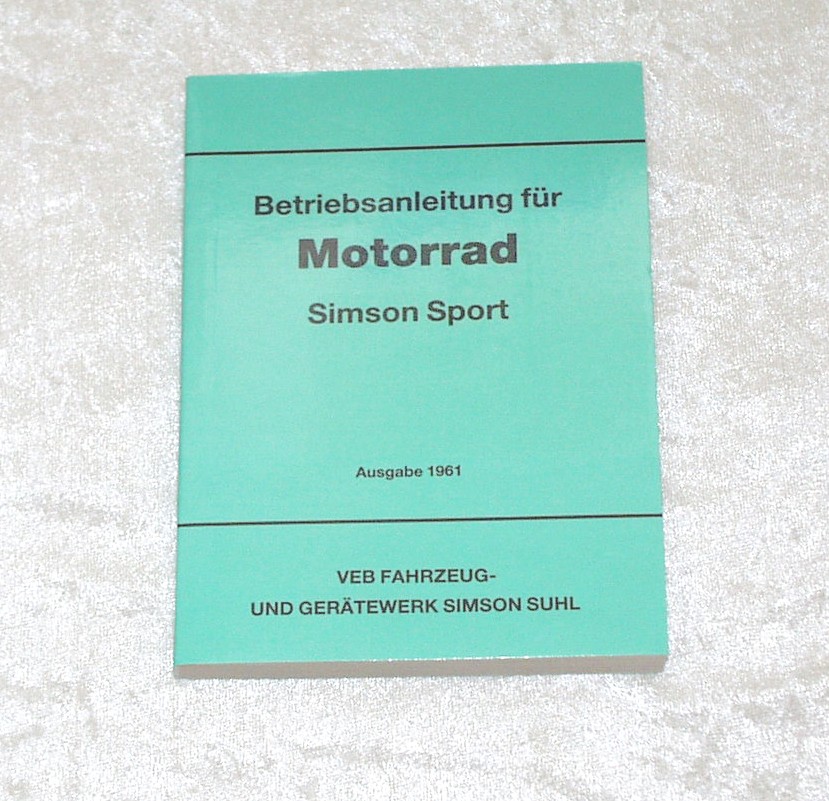 Betriebsanleitung für
Motorrad
Simson Sport
Ausgabe 1961
VEB FAHRZEUG-
UND GERÄTEWERK SIMSON SUHL